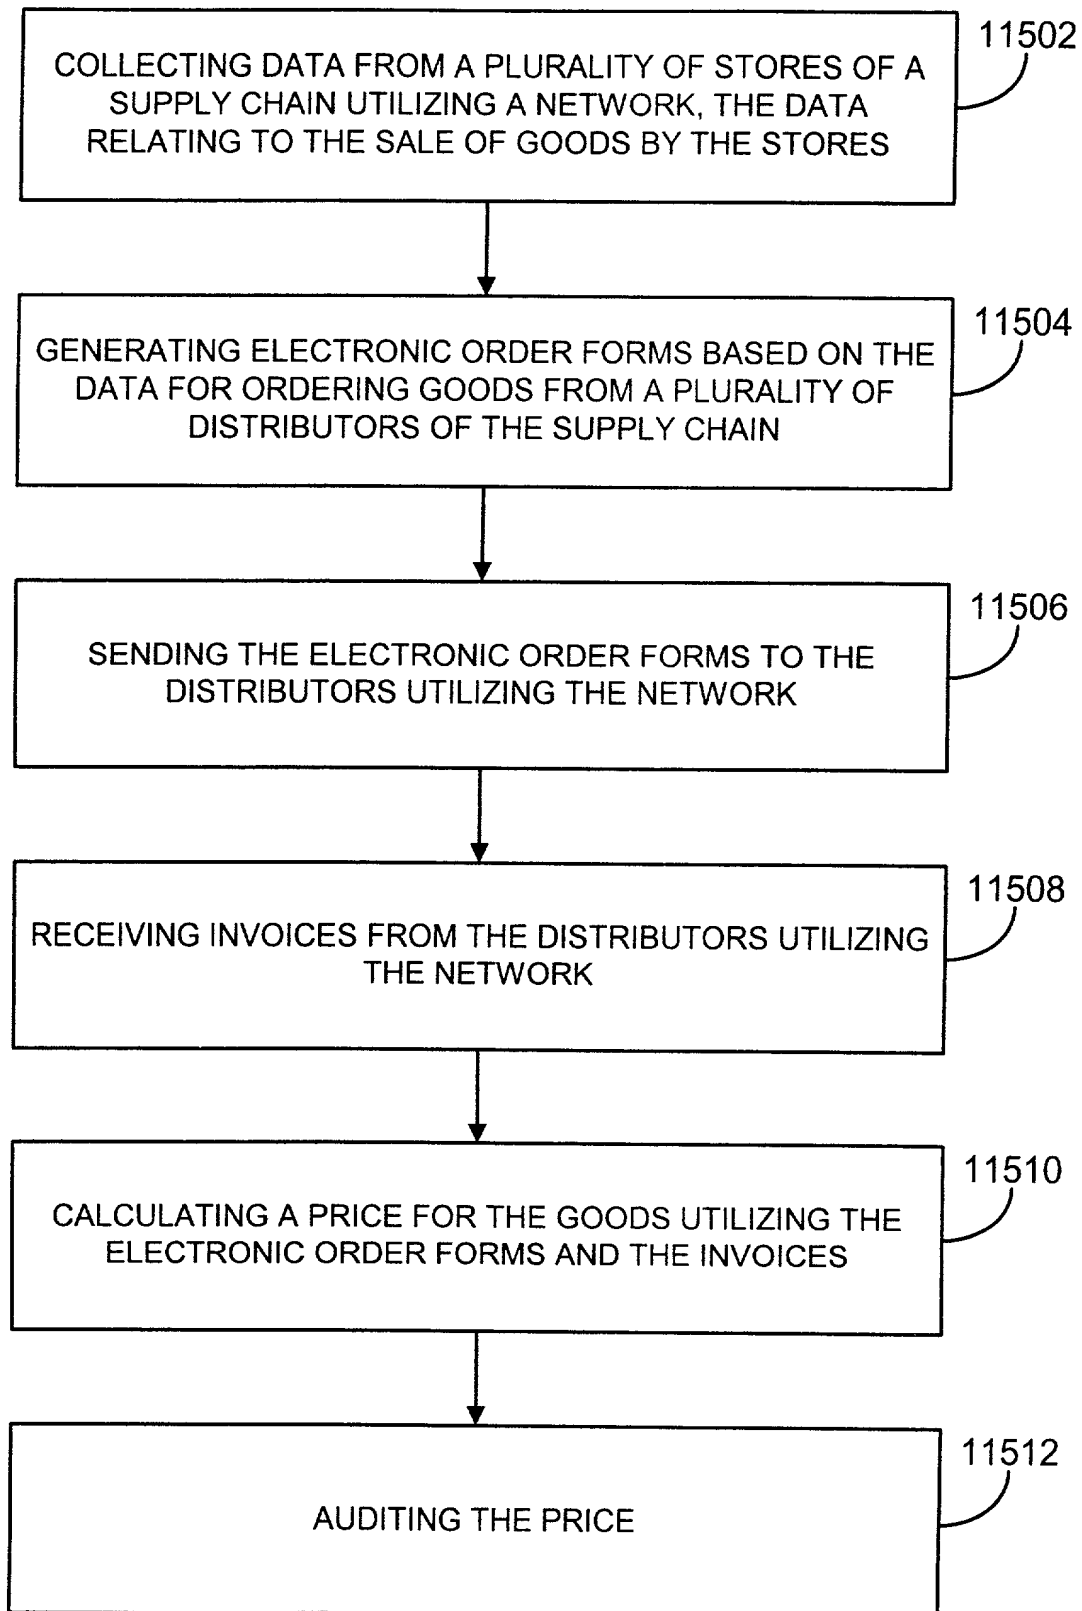 11502
COLLECTING DATA FROM A PLURALITY OF STORES OF A
SUPPLY CHAIN UTILIZING A NETWORK, THE DATA
RELATING TO THE SALE OF GOODS BY THE STORES
11504
GENERATING ELECTRONIC ORDER FORMS BASED ON THE
DATA FOR ORDERING GOODS FROM A PLURALITY OF
DISTRIBUTORS OF THE SUPPLY CHAIN
11506
SENDING THE ELECTRONIC ORDER FORMS TO THE
DISTRIBUTORS UTILIZING THE NETWORK
11508
RECEIVING INVOICES FROM THE DISTRIBUTORS UTILIZING
THE NETWORK
11510
CALCULATING A PRICE FOR THE GOODS UTILIZING THE
ELECTRONIC ORDER FORMS AND THE INVOICES
11512
AUDITING THE PRICE